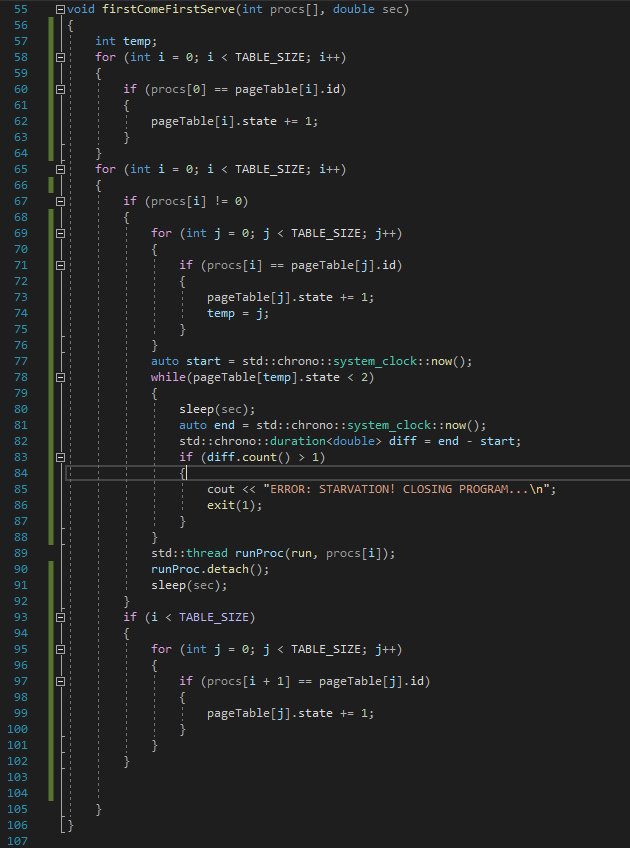 55 void firstComeFirstServe(int procs[], double sec)
56 {
57 int temp;
58 for (int i = 0; i < TABLE_SIZE; i++)
59 {
60 if (procs[0] == pageTable[i].id)
61 {
62 pageTable[i].state += 1;
63 }
64 }
65 for (int i = 0; i < TABLE_SIZE; i++)
66 {
67 if (procs[i] != 0)
68 {
69 for (int j = 0; j < TABLE_SIZE; j++)
70 {
71 if (procs[i] == pageTable[j].id)
72 {
73 pageTable[j].state += 1;
74 temp = j;
75 }
76 }
77 auto start = std::chrono::system_clock::now();
78 while(pageTable[temp].state < 2)
79 {
80 sleep(sec);
81 auto end = std::chrono::system_clock::now();
82 std::chrono::duration<double> diff = end - start;
83 if (diff.count() > 1)
84 {
85 cout << "ERROR: STARVATION! CLOSING PROGRAM...\n";
86 exit(1);
87 }
88 }
89 std::thread runProc(run, procs[i]);
90 runProc.detach();
91 sleep(sec);
92 }
93 if (i < TABLE_SIZE)
94 {
95 for (int j = 0; j < TABLE_SIZE; j++)
96 {
97 if (procs[i + 1] == pageTable[j].id)
98 {
99 pageTable[j].state += 1;
100 }
101 }
102 }
103
104
105 }
106 }
107